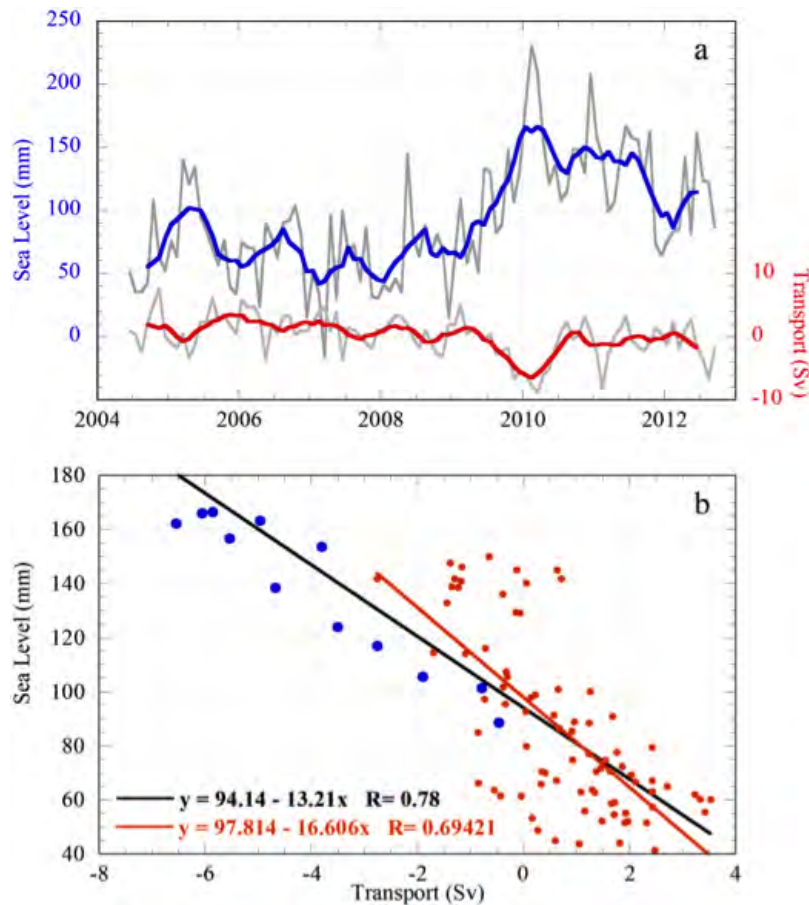 a
250
200
150
100
50
0
Sea Level (mm)
10
0
-10
Transport (Sv)
2004 2006 2008 2010 2012
b
180
160
140
120
100
80
60
40
Sea Level (mm)
y = 94.14 - 13.21x R= 0.78
y = 97.814 - 16.606x R= 0.69421
-8 -6 -4 -2 0 2 4
Transport (Sv)